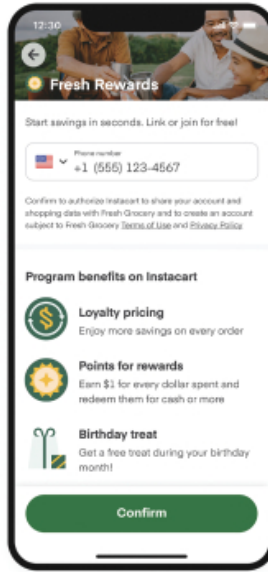 12:30
Fresh Rewards
Start savings in seconds. Link or join for free!
Phone number
+1 (555) 123-4567
Confirm to authorize Instacart to share your account and
shopping data with Fresh Grocery and to create an account
subject to Fresh Grocery Terms of Use and Privacy Policy
Program benefits on Instacart
Loyalty pricing
Enjoy more savings on every order
Points for rewards
Earn $1 for every dollar spent and
redeem them for cash or more
Birthday treat
Get a free treat during your birthday
month!
Confirm